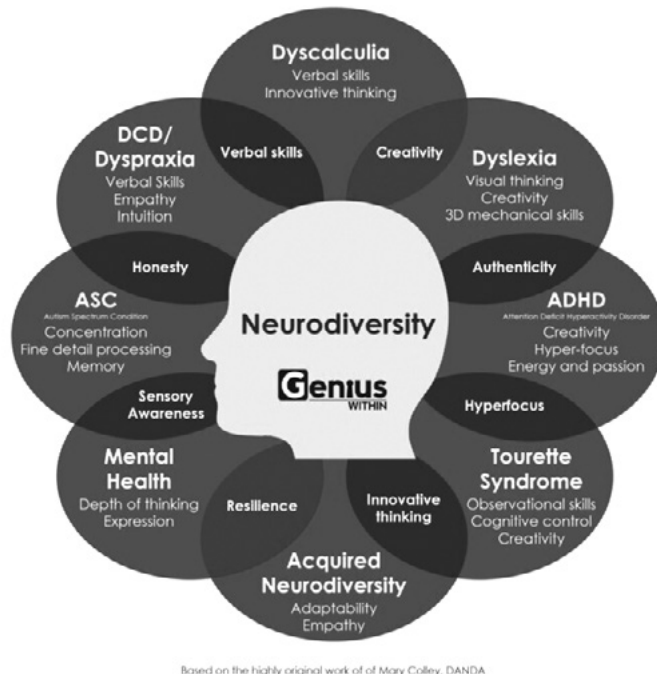 Dyscalculia
Verbal skills
Innovative thinking
Verbal skills
Creativity
DCD/
Dyspraxia
Verbal Skills
Empathy
Intuition
Dyslexia
Visual thinking
Creativity
3D mechanical skills
Honesty
Authenticity
ASC
Autism Spectrum Condition
Concentration
Fine detail processing
Memory
Neurodiversity
Genius
WITHIN
ADHD
Attention Deficit Hyperactivity Disorder
Creativity
Hyper-focus
Energy and passion
Sensory
Awareness
Hyperfocus
Mental
Health
Depth of thinking
Expression
Resilience
Innovative
thinking
Tourette
Syndrome
Observational skills
Cognitive control
Creativity
Acquired
Neurodiversity
Adaptability
Empathy
Based on the highly original work of of Mary Colley, DANDA